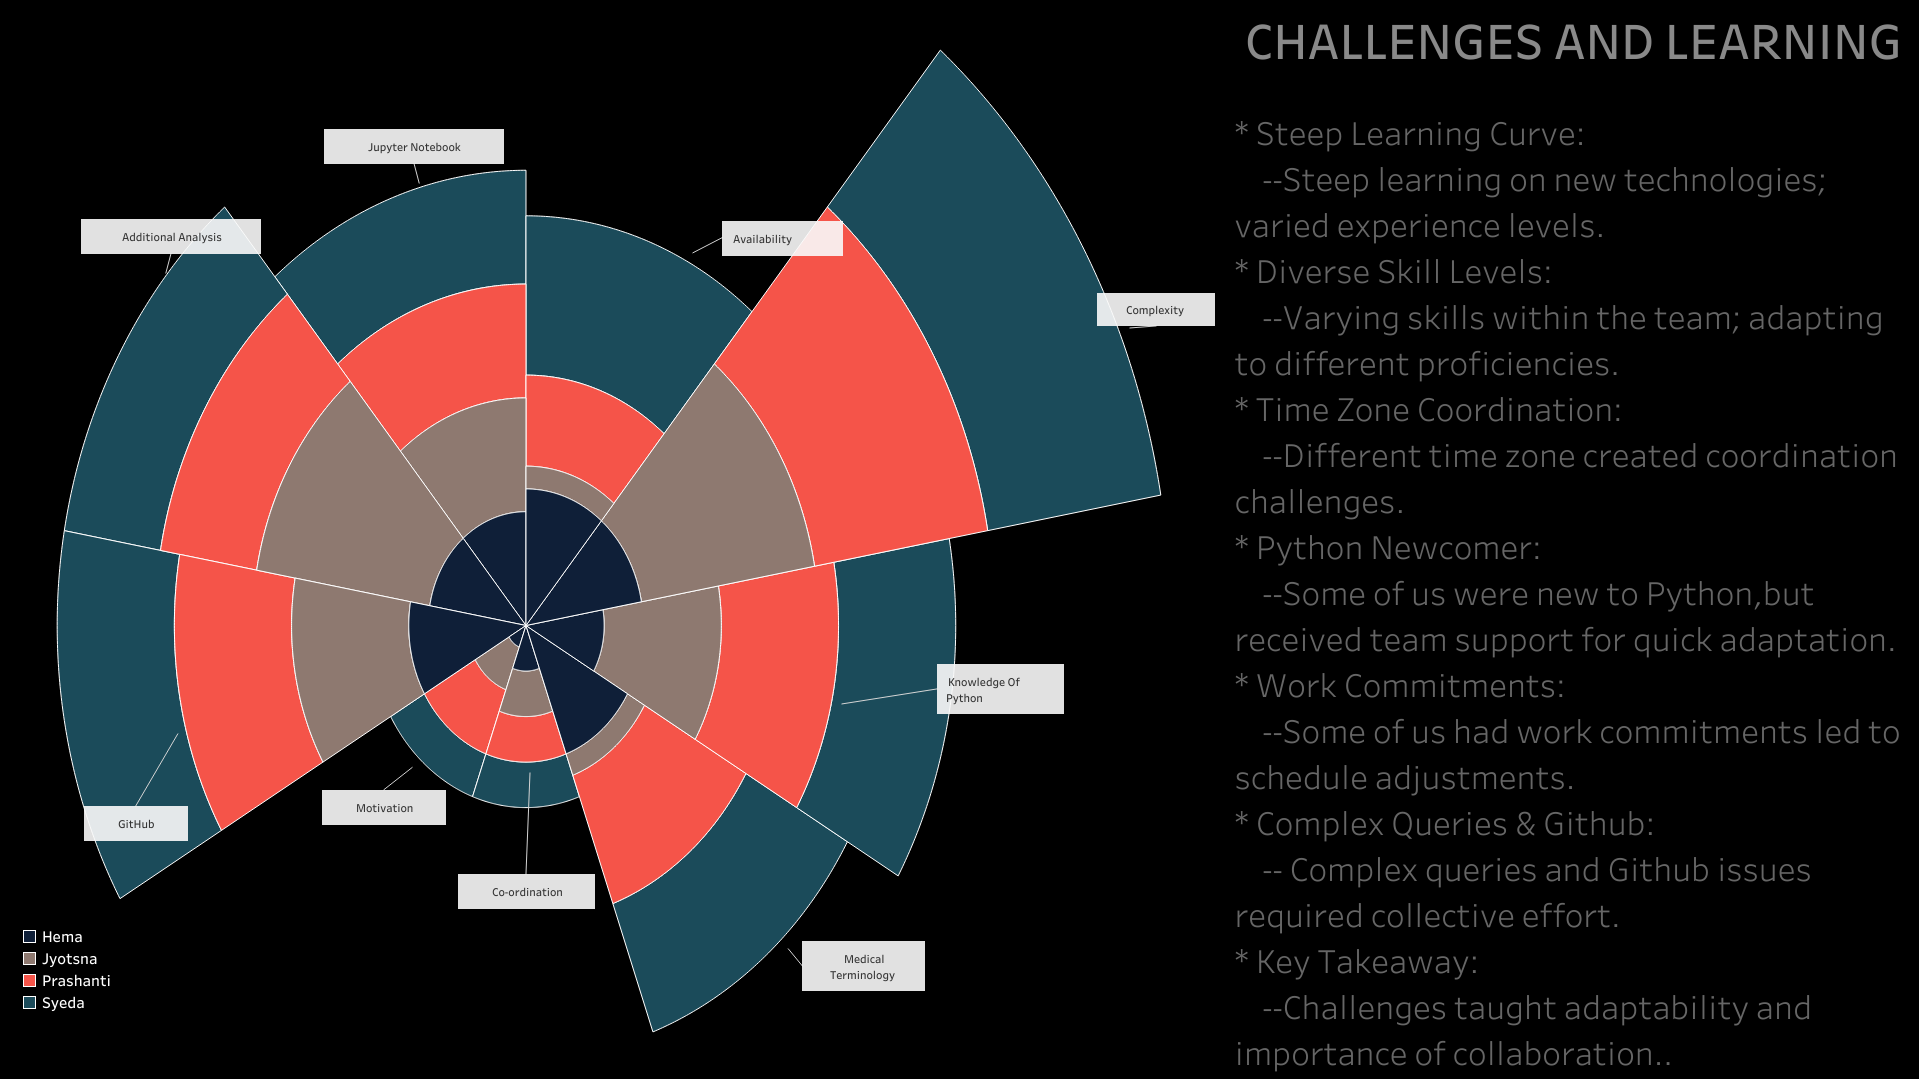 CHALLENGES AND LEARNING
Jupyter Notebook
Additional Analysis
Availability
Complexity
Knowledge Of
Python
GitHub
Motivation
Co-ordination
Medical
Terminology
Hema
Jyotsna
Prashanti
Syeda
* Steep Learning Curve:
--Steep learning on new technologies;
varied experience levels.
* Diverse Skill Levels:
--Varying skills within the team; adapting
to different proficiencies.
* Time Zone Coordination:
--Different time zone created coordination
challenges.
* Python Newcomer:
--Some of us were new to Python,but
received team support for quick adaptation.
* Work Commitments:
--Some of us had work commitments led to
schedule adjustments.
* Complex Queries & Github:
-- Complex queries and Github issues
required collective effort.
* Key Takeaway:
--Challenges taught adaptability and
importance of collaboration..